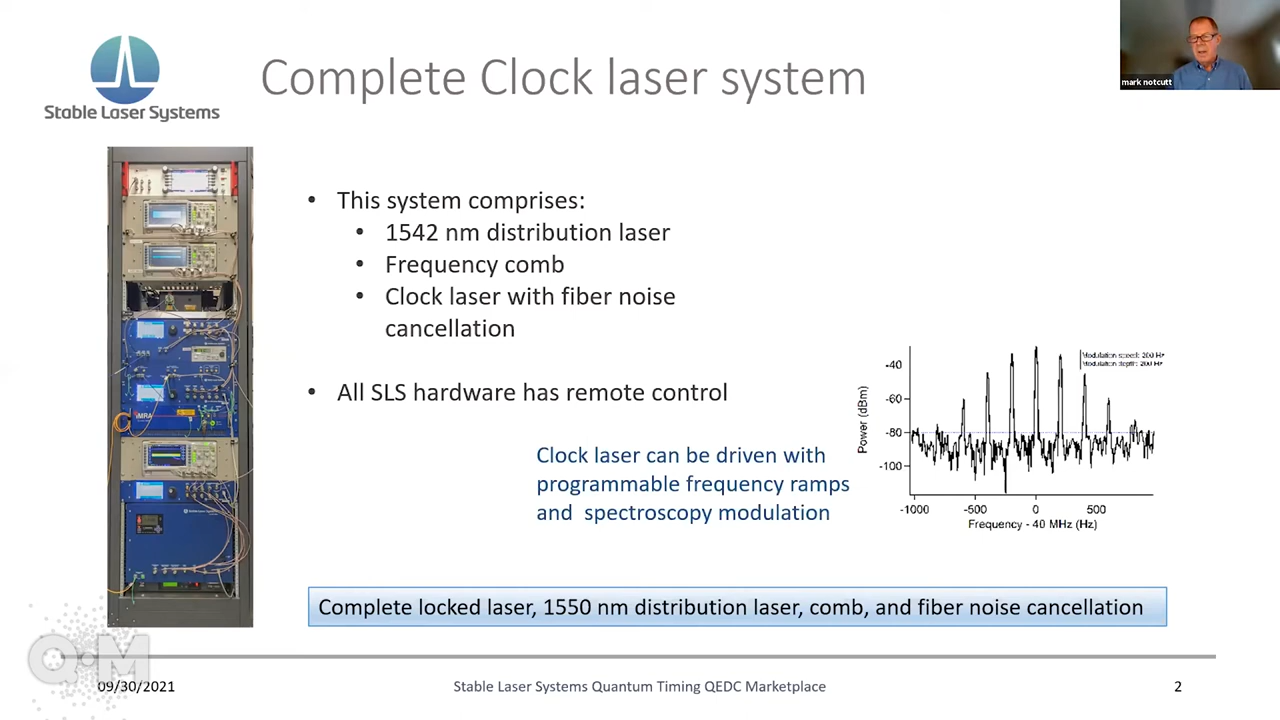 mark notcutt
Stable Laser Systems
Complete Clock laser system
• This system comprises:
• 1542 nm distribution laser
• Frequency comb
• Clock laser with fiber noise
cancellation
• All SLS hardware has remote control
Clock laser can be driven with
programmable frequency ramps
and spectroscopy modulation
Modulation speed: 200 Hz
Modulation depth: 200 Hz
Power (dBm)
-40
-60
-80
-100
-1000 -500 0 500
Frequency - 40 MHz (Hz)
IMRA
Complete locked laser, 1550 nm distribution laser, comb, and fiber noise cancellation
Q·M
09/30/2021
Stable Laser Systems Quantum Timing QEDC Marketplace
2